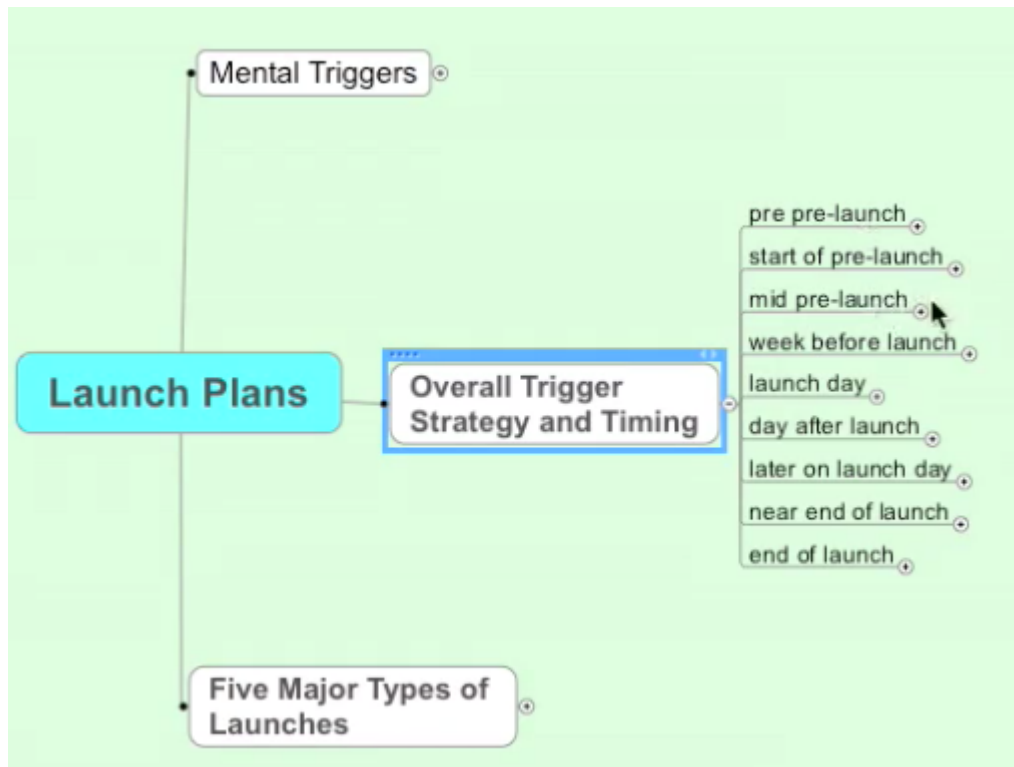 Mental Triggers
pre pre-launch
start of pre-launch
mid pre-launch
week before launch
Launch Plans
Overall Trigger
Strategy and Timing
launch day
day after launch
later on launch day
near end of launch
end of launch
Five Major Types of
Launches